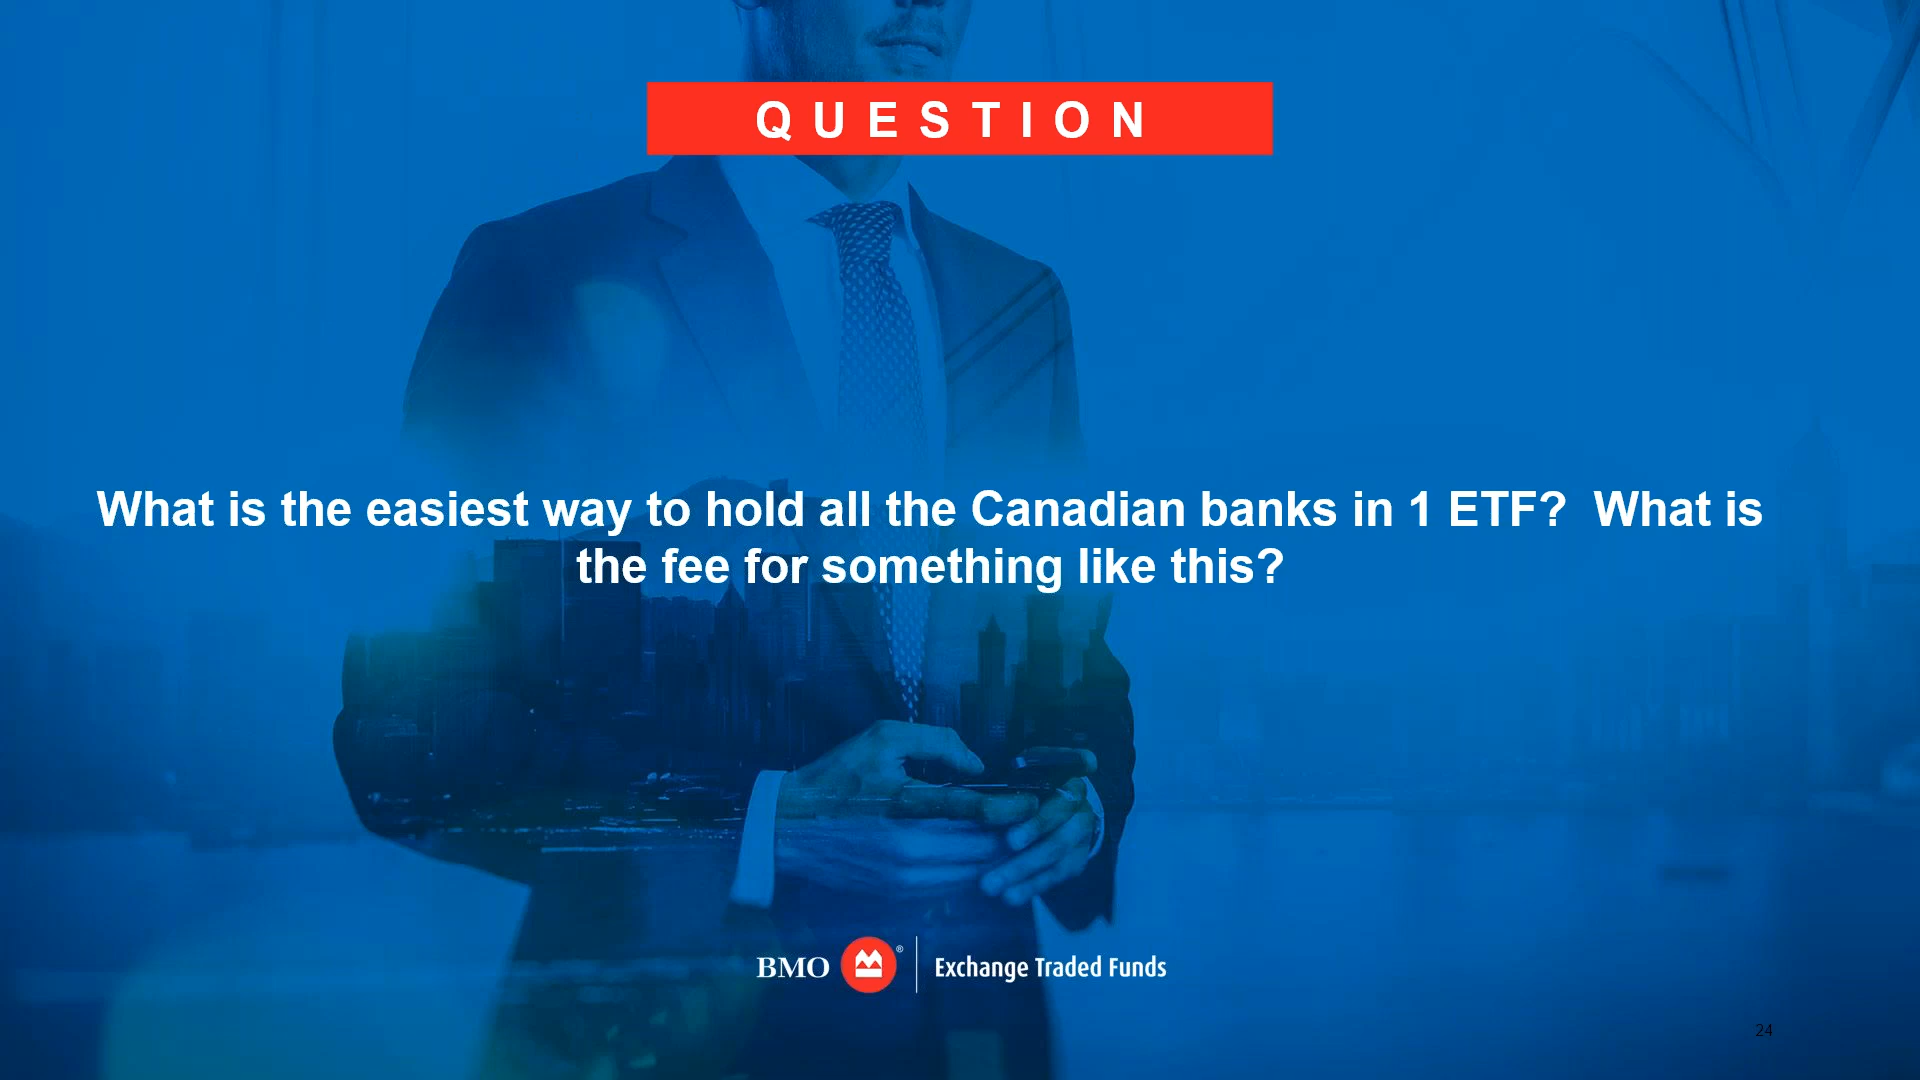 QUESTION
What is the easiest way to hold all the Canadian banks in 1 ETF?  What is
the fee for something like this?
BMO ® Exchange Traded Funds
24